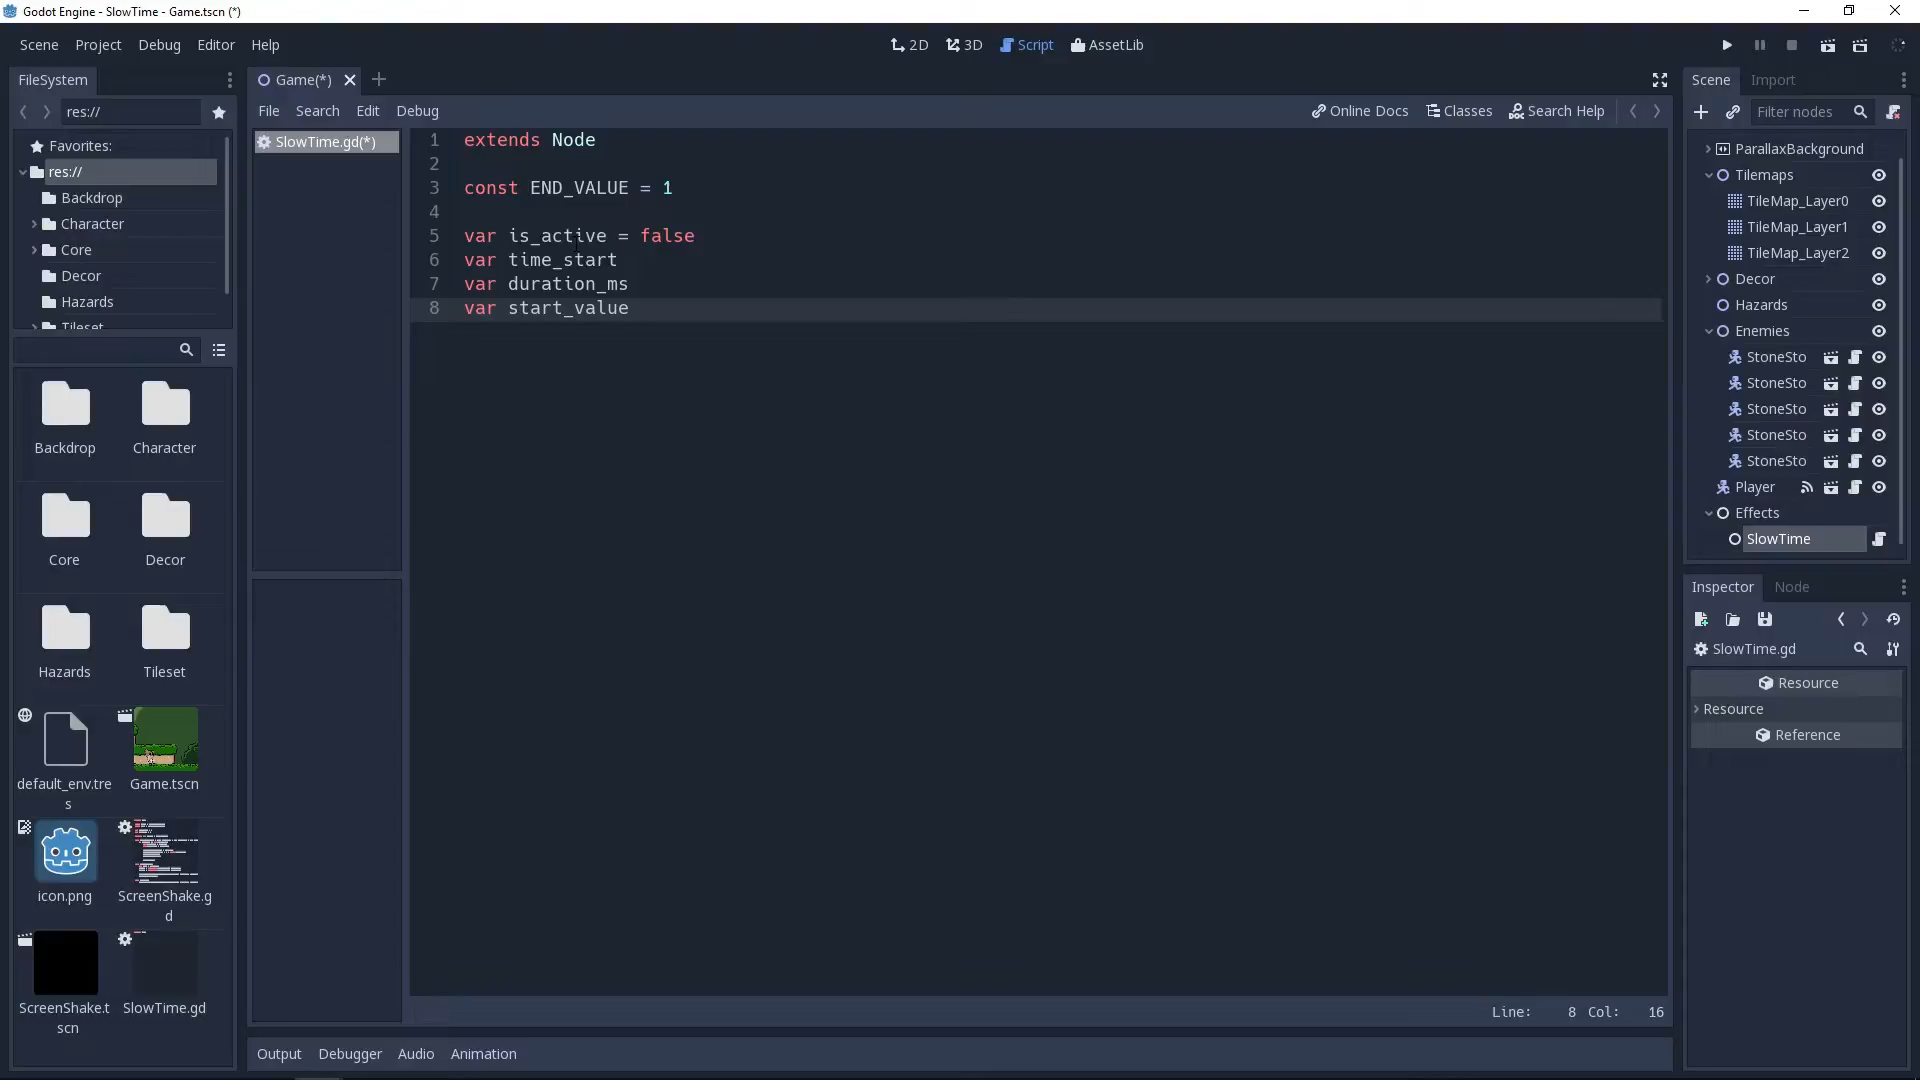 Godot Engine - SlowTime - Game.tscn (*)
Scene Project Debug Editor Help
2D 3D Script AssetLib
FileSystem
res://
Favorites:
res://
Backdrop
Character
Core
Decor
Hazards
Tileset
Backdrop Character
Core Decor
Hazards Tileset
default_env.tre
s
Game.tscn
icon.png
ScreenShake.g
d
ScreenShake.t
scn
SlowTime.gd
Game(*)
File Search Edit Debug
Online Docs Classes Search Help
SlowTime.gd(*)
1 extends Node
2
3 const END_VALUE = 1
4
5 var is_active = false
6 var time_start
7 var duration_ms
8 var start_value
Line: 8 Col: 16
Output Debugger Audio Animation
Scene Import
Filter nodes
ParallaxBackground
Tilemaps
TileMap_Layer0
TileMap_Layer1
TileMap_Layer2
Decor
Hazards
Enemies
StoneSto
StoneSto
StoneSto
StoneSto
StoneSto
Player
Effects
SlowTime
Inspector Node
SlowTime.gd
Resource
Resource
Reference